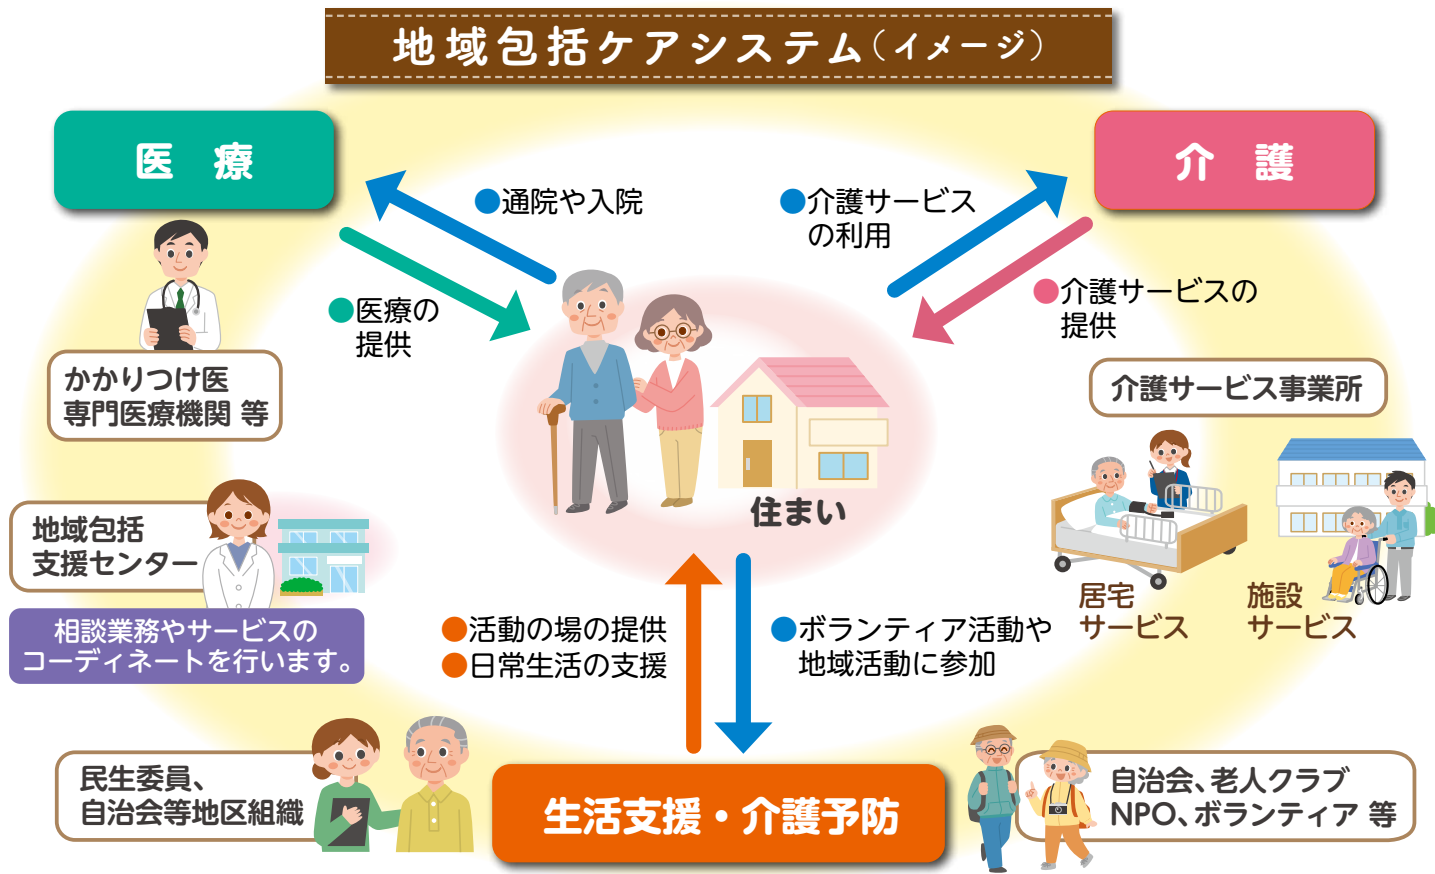 地域包括ケアシステム（イメージ）
医　療
介　護
●通院や入院
●介護サービス
の利用
●医療の
提供
●介護サービスの
提供
かかりつけ医
専門医療機関 等
介護サービス事業所
住まい
地域包括
支援センター
相談業務やサービスの
コーディネートを行います。
居宅
サービス
施設
サービス
●活動の場の提供
●日常生活の支援
●ボランティア活動や
地域活動に参加
民生委員、
自治会等地区組織
生活支援・介護予防
自治会、老人クラブ
NPO、ボランティア 等